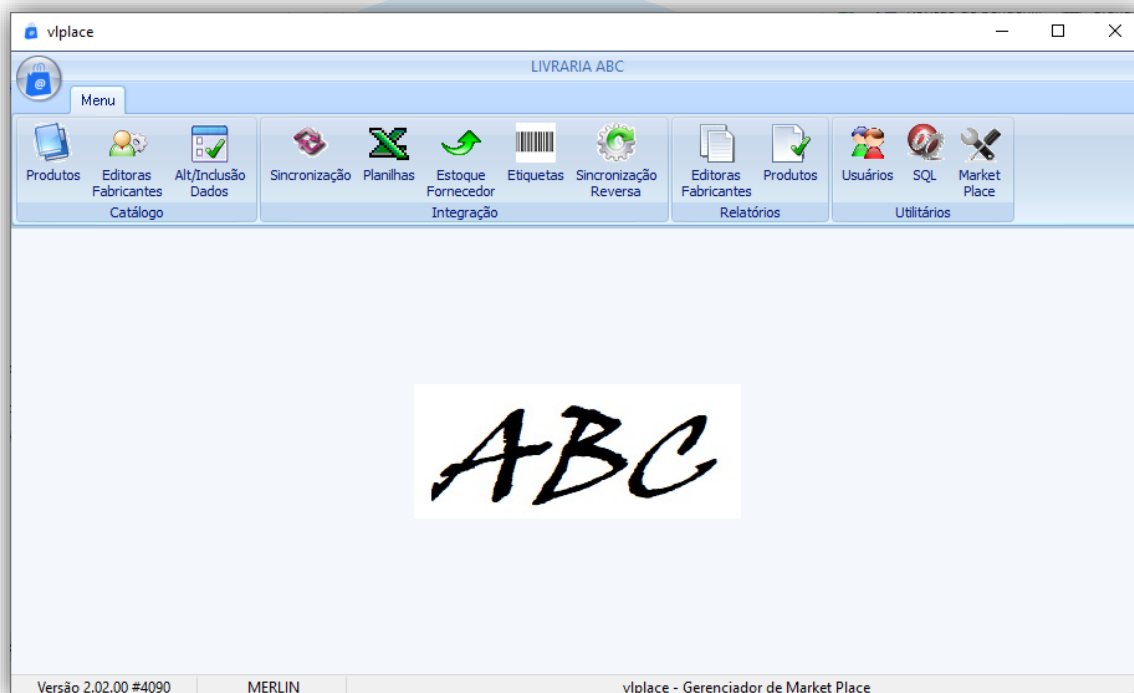 vlplace
LIVRARIA ABC
Menu
Produtos
Editoras
Fabricantes
Alt/Inclusão
Dados
Catálogo
Sincronização
Planilhas
Estoque
Fornecedor
Etiquetas
Sincronização
Reversa
Integração
Editoras
Fabricantes
Produtos
Relatórios
Usuários
SQL
Market
Place
Utilitários
ABC
Versão 2.02.00 #4090
MERLIN
vlplace - Gerenciador de Market Place